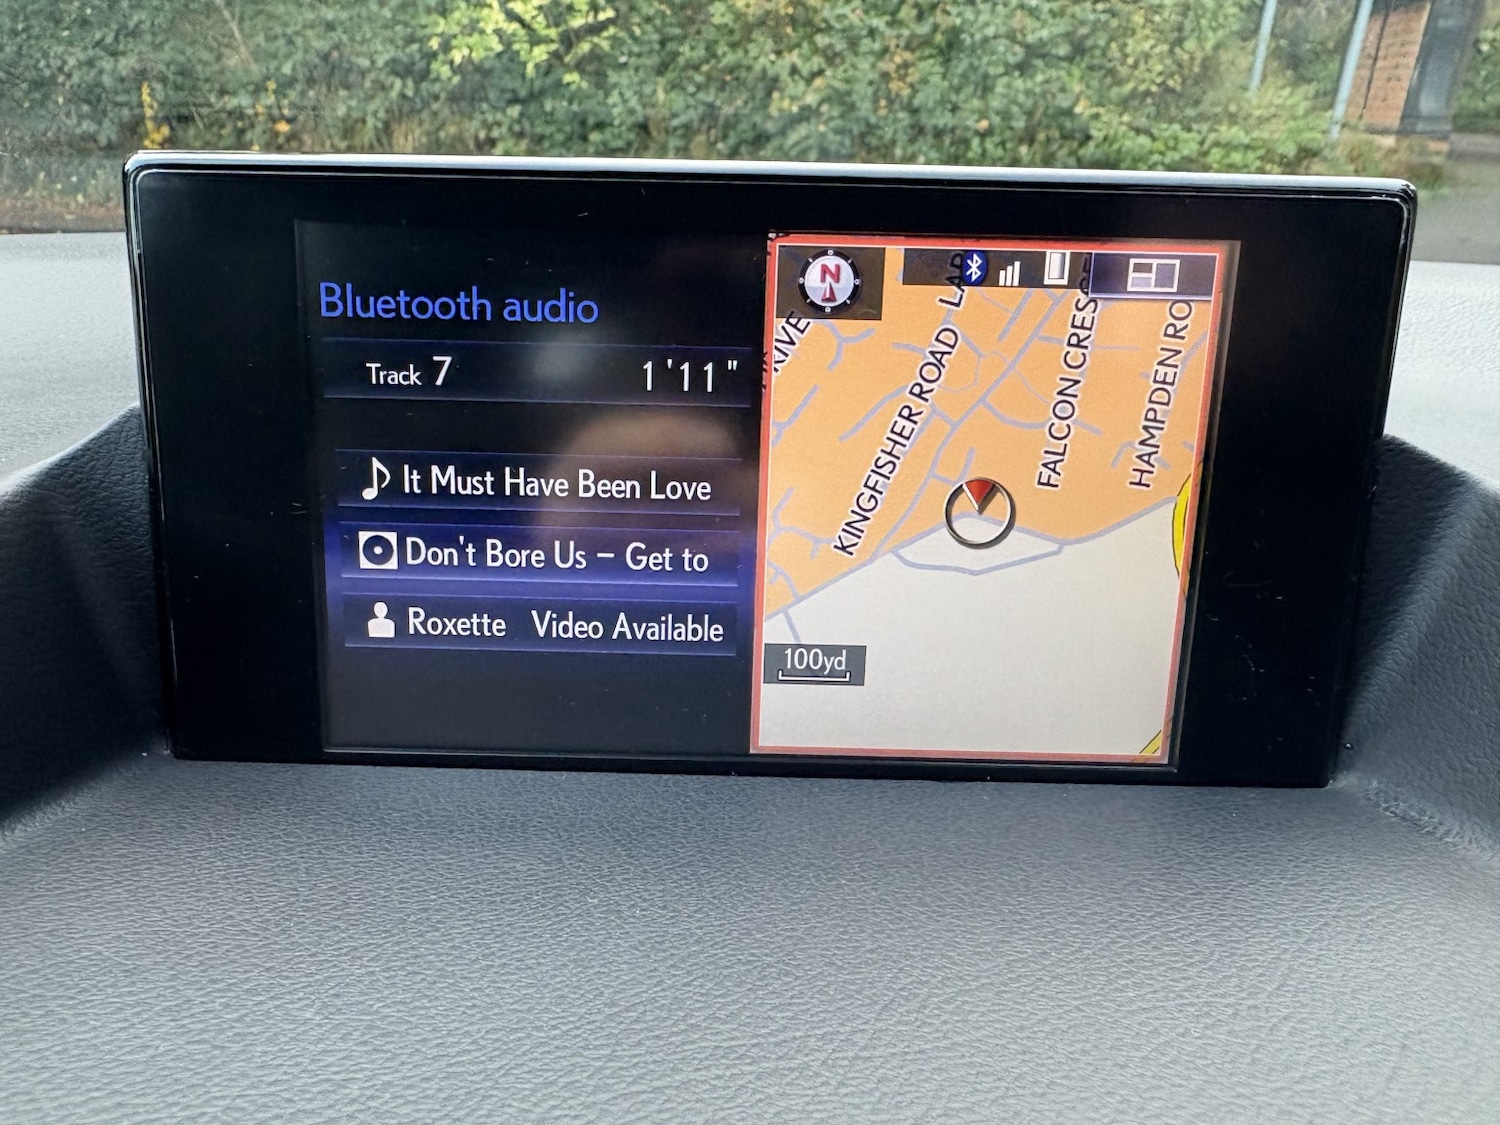 Bluetooth audio
Track 7 1'11"
It Must Have Been Love
Don't Bore Us – Get to
Roxette Video Available
N
KINGFISHER ROAD
FALCON CRES
HAMPDEN RO
100yd